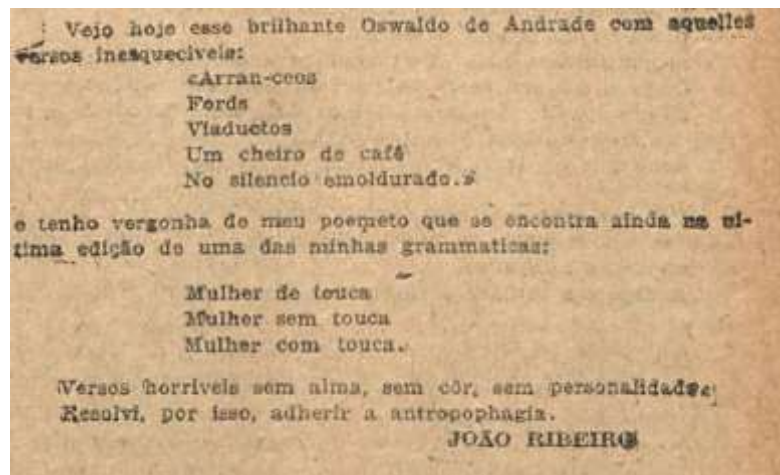 Vejo hoje esse brilhante Oswaldo de Andrade com aquelles
versos inesqueciveis:
«Arran-ceos
Fords
Viaductos
Um cheiro de café
No silencio emoldurado.»
e tenho vergonha de meu poemeto que se encontra ainda na ul-
tima edição de uma das minhas grammaticas:
Mulher de touca
Mulher sem touca
Mulher com touca.
Versos horriveis sem alma, sem côr, sem personalidade.
Resolvi, por isso, adherir a antropophagia.
JOÃO RIBEIRO